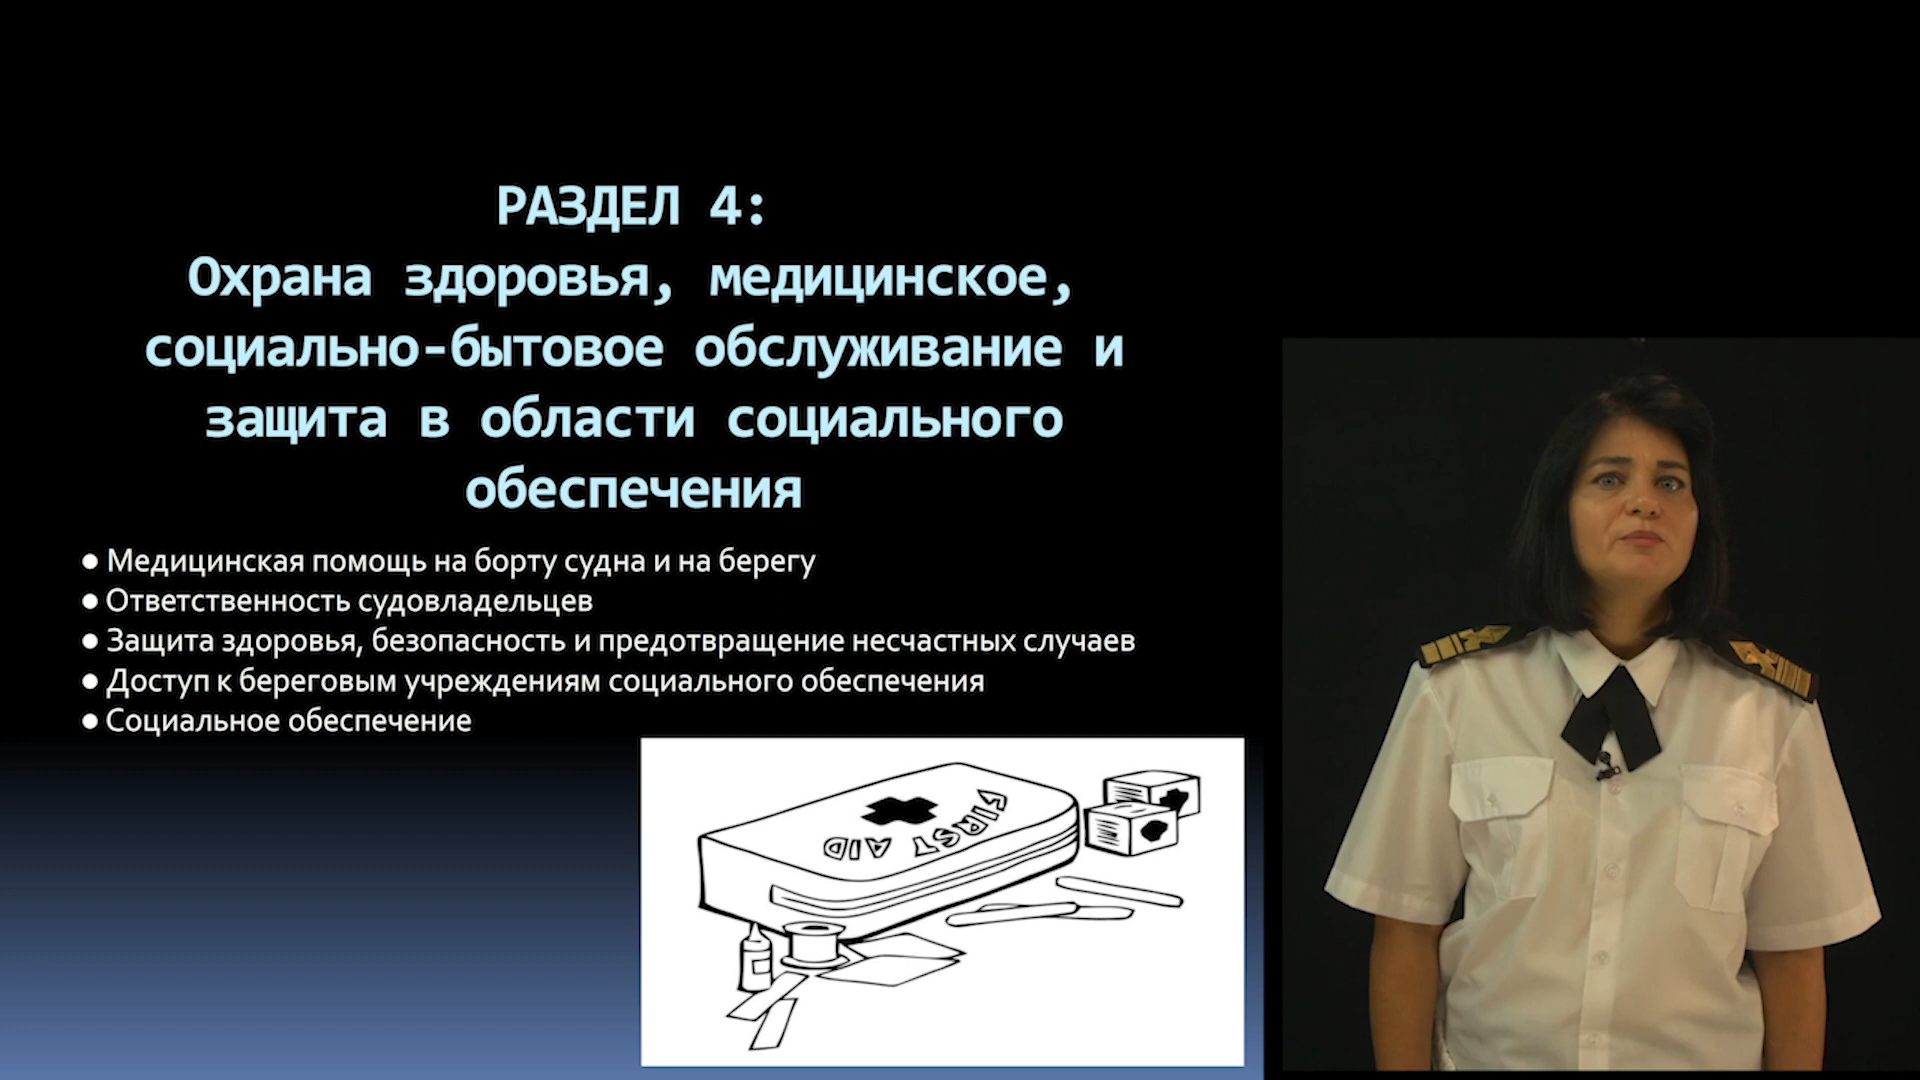 РАЗДЕЛ 4:
Охрана здоровья, медицинское,
социально-бытовое обслуживание и
защита в области социального
обеспечения
● Медицинская помощь на борту судна и на берегу
● Ответственность судовладельцев
● Защита здоровья, безопасность и предотвращение несчастных случаев
● Доступ к береговым учреждениям социального обеспечения
● Социальное обеспечение
FIRST AID